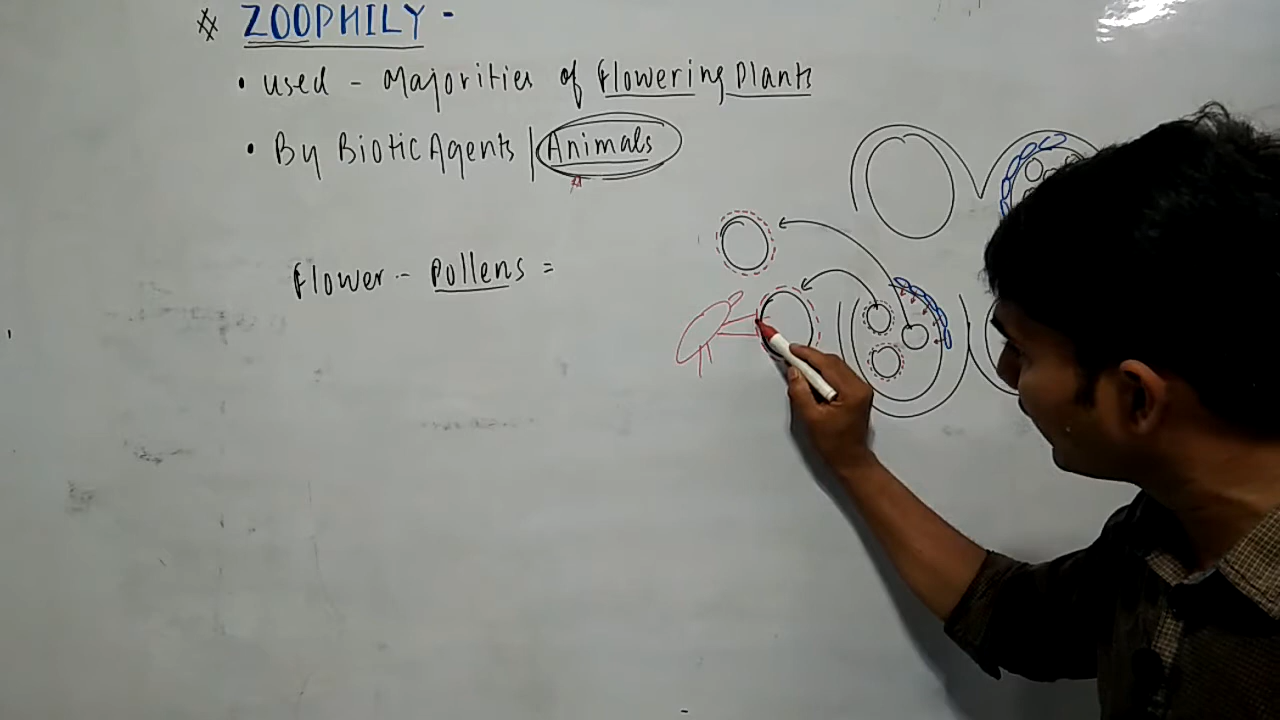 # ZOOPHILY -
• Used - Majorities of Flowering Plants
• By Biotic Agents | Animals
Flower - Pollens =